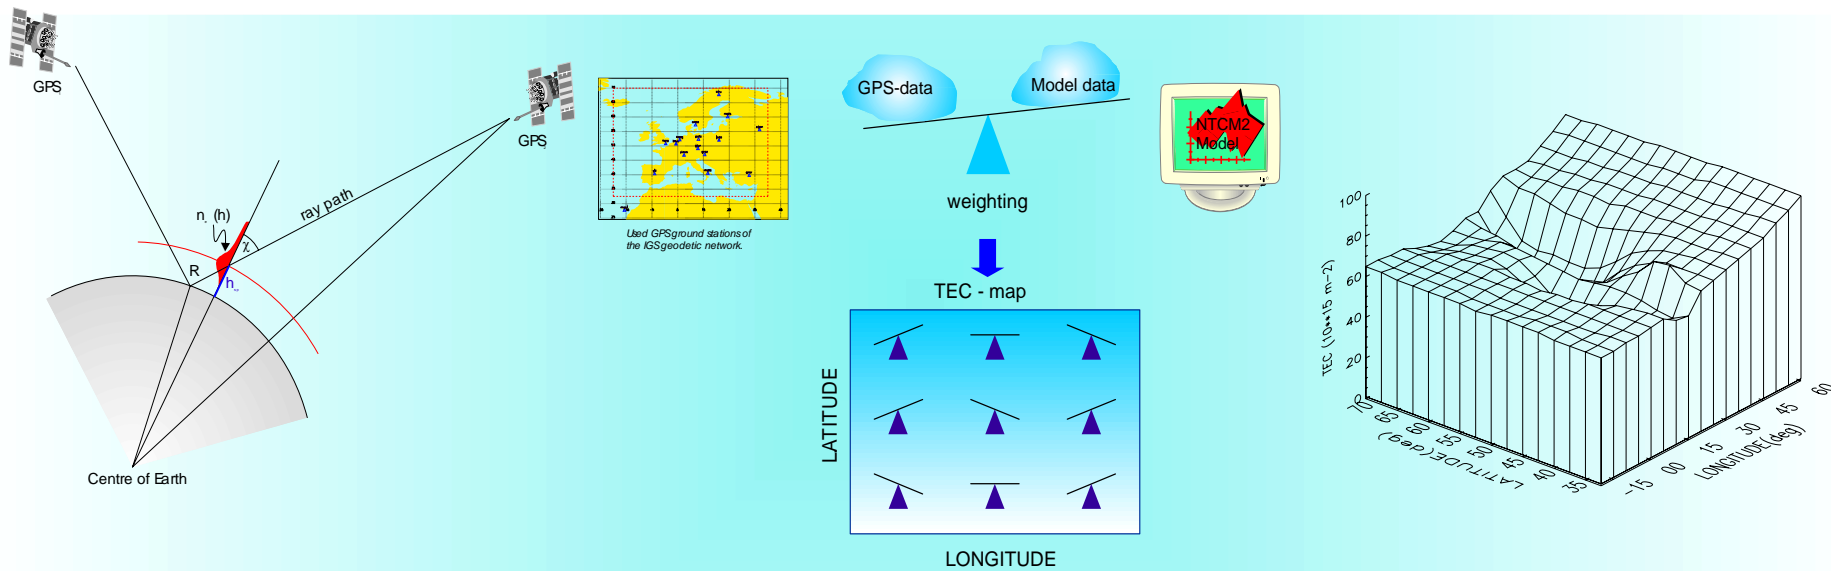 GPS
GPS
ray path
n (h)
χ
R
h
Centre of Earth
Used GPS ground stations of
the IGS geodetic network.
GPS-data
Model data
weighting
NTCM2
Model
TEC - map
LATITUDE
LONGITUDE
TEC (10**15 m-2)
100
80
60
40
20
0
70
65
60
55
50
45
40
35
LATITUDE(deg)
-15
00
15
30
45
60
LONGITUDE(deg)